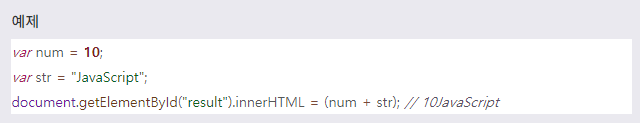 예제
var num = 10;
var str = "JavaScript";
document.getElementById("result").innerHTML = (num + str); // 10JavaScript